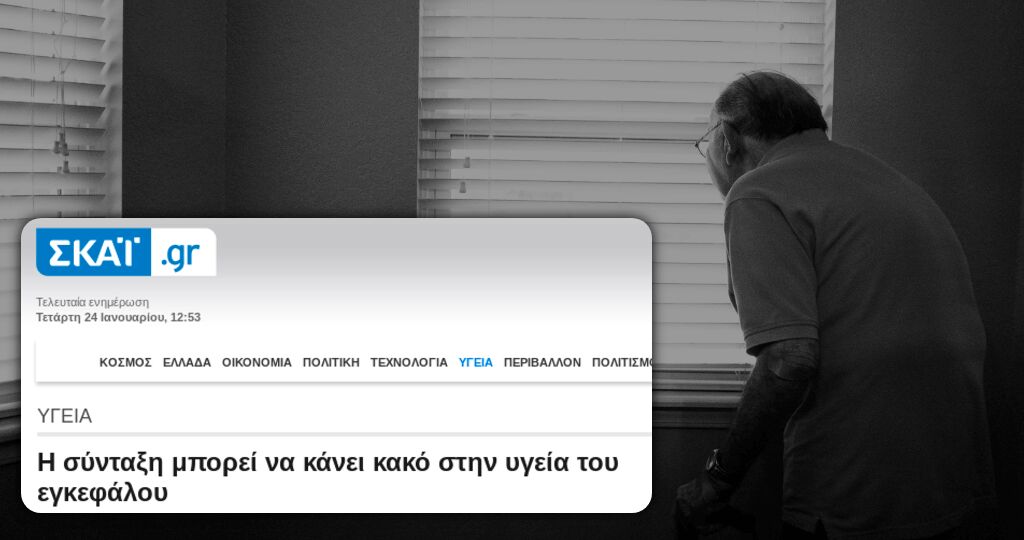 ΣΚΑΪ.gr
Τελευταία ενημέρωση
Τετάρτη 24 Ιανουαρίου, 12:53
ΚΟΣΜΟΣ ΕΛΛΑΔΑ ΟΙΚΟΝΟΜΙΑ ΠΟΛΙΤΙΚΗ ΤΕΧΝΟΛΟΓΙΑ ΥΓΕΙΑ ΠΕΡΙΒΑΛΛΟΝ ΠΟΛΙΤΙΣΜΟ
ΥΓΕΙΑ
Η σύνταξη μπορεί να κάνει κακό στην υγεία του
εγκεφάλου